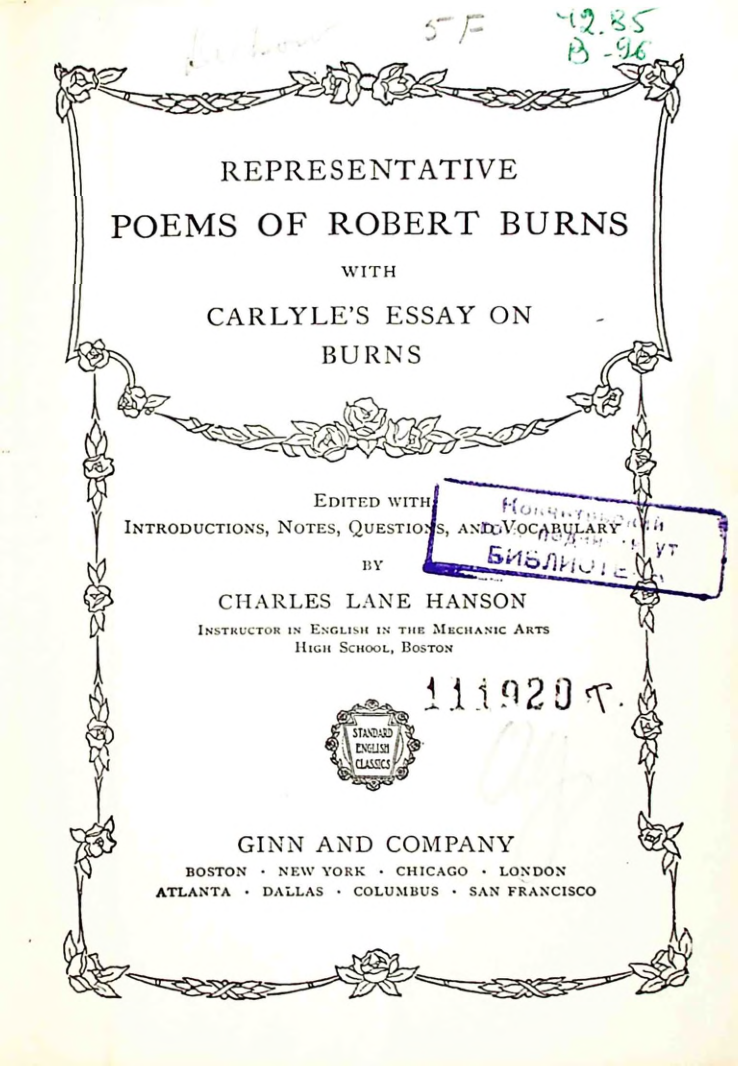 5F
42.85
B-96
REPRESENTATIVE
POEMS OF ROBERT BURNS
WITH
CARLYLE'S ESSAY ON
BURNS
EDITED WITH
INTRODUCTIONS, NOTES, QUESTIONS, AND VOCABULARY
BY
CHARLES LANE HANSON
INSTRUCTOR IN ENGLISH IN THE MECHANIC ARTS
HIGH SCHOOL, BOSTON
111920 т.
STANDARD
ENGLISH
CLASSICS
GINN AND COMPANY
BOSTON · NEW YORK · CHICAGO · LONDON
ATLANTA · DALLAS · COLUMBUS · SAN FRANCISCO